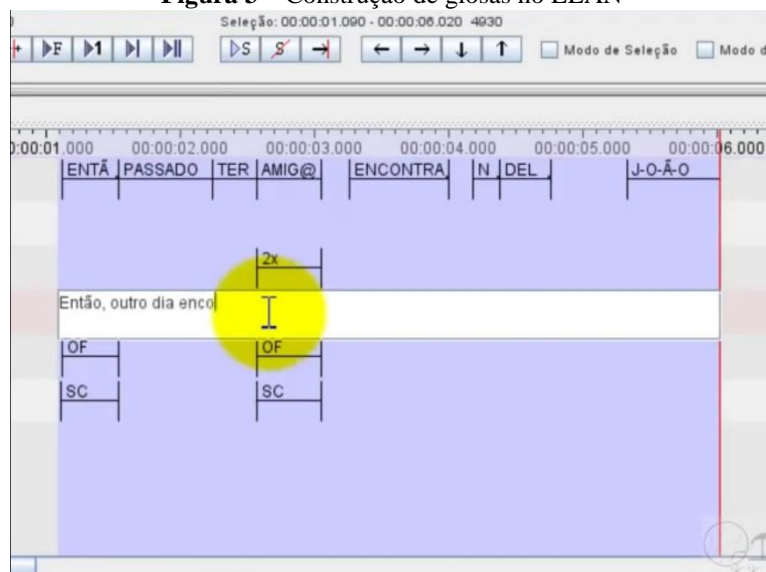 Figura 3 – Construção de glosas no ELAN
Seleção: 00:00:01.090 - 00:00:06.020 4930
F 1 S S Modo de Seleção Modo d
0:00:01.000 00:00:02.000 00:00:03.000 00:00:04.000 00:00:05.000 00:00:06.000
ENTÃ PASSADO TER AMIG@ ENCONTRA N DEL J-O-Ã-O
2x
Então, outro dia enco
OF OF
SC SC